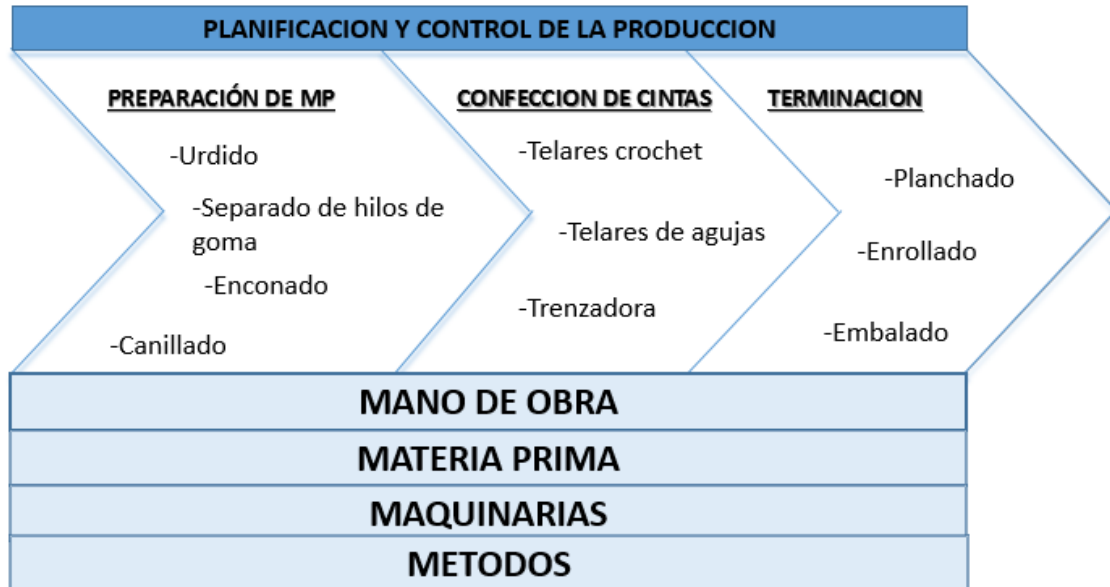 PLANIFICACION Y CONTROL DE LA PRODUCCION
PREPARACIÓN DE MP
-Urdido
-Separado de hilos de
goma
-Enconado
-Canillado
CONFECCION DE CINTAS
-Telares crochet
-Telares de agujas
-Trenzadora
TERMINACION
-Planchado
-Enrollado
-Embalado
MANO DE OBRA
MATERIA PRIMA
MAQUINARIAS
METODOS